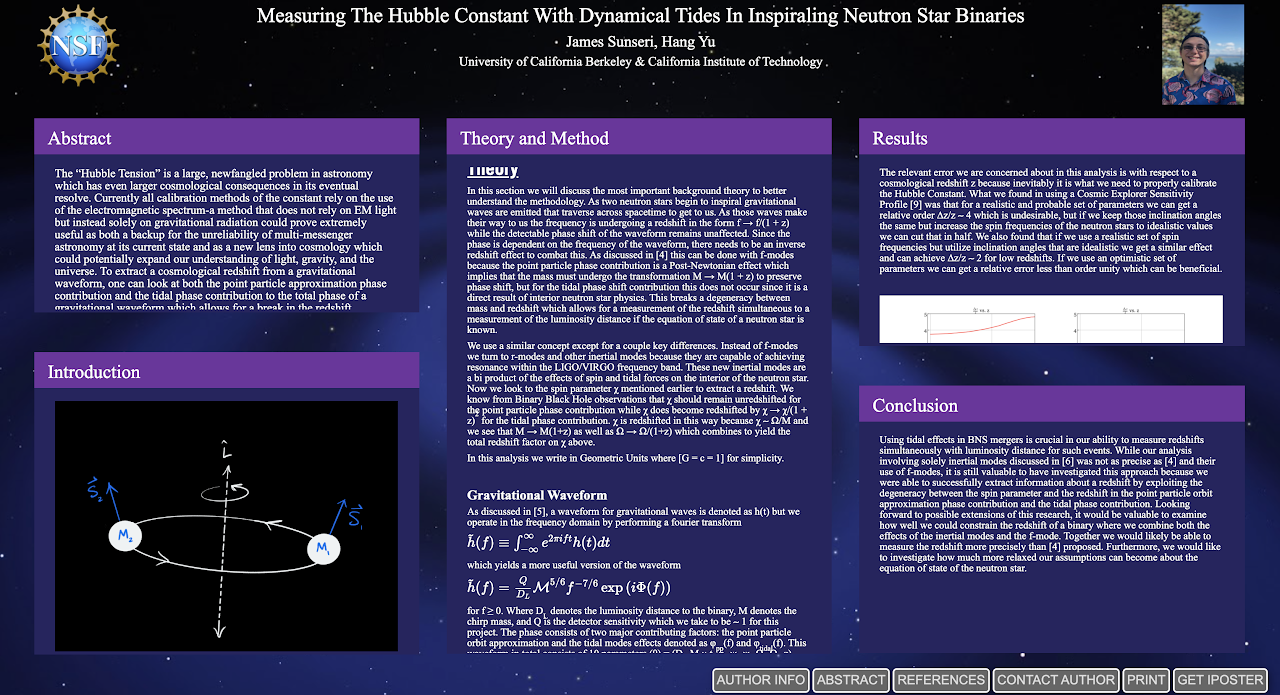 NSF
Measuring The Hubble Constant With Dynamical Tides In Inspiraling Neutron Star Binaries
James Sunseri, Hang Yu
University of California Berkeley & California Institute of Technology
Abstract
The “Hubble Tension” is a large, newfangled problem in astronomy
which has even larger cosmological consequences in its eventual
resolve. Currently all calibration methods of the constant rely on the use
of the electromagnetic spectrum-a method that does not rely on EM light
but instead solely on gravitational radiation could prove extremely
useful as both a backup for the unreliability of multi-messenger
astronomy at its current state and as a new lens into cosmology which
could potentially expand our understanding of light, gravity, and the
universe. To extract a cosmological redshift from a gravitational
waveform, one can look at both the point particle approximation phase
contribution and the tidal phase contribution to the total phase of a
gravitational waveform which allows for a break in the redshift
Introduction
L̂
S⃗₂
S⃗₁
M₂
M₁
Theory and Method
Theory
In this section we will discuss the most important background theory to better
understand the methodology. As two neutron stars begin to inspiral gravitational
waves are emitted that traverse across spacetime to get to us. As those waves make
their way to us the frequency is undergoing a redshift in the form f → f/(1 + z)
while the detectable phase shift of the waveform remains unaffected. Since the
phase is dependent on the frequency of the waveform, there needs to be an inverse
redshift effect to combat this. As discussed in [4] this can be done with f-modes
because the point particle phase contribution is a Post-Newtonian effect which
implies that the mass must undergo the transformation M → M(1 + z) to preserve
phase shift, but for the tidal phase shift contribution this does not occur since it is a
direct result of interior neutron star physics. This breaks a degeneracy between
mass and redshift which allows for a measurement of the redshift simultaneous to a
measurement of the luminosity distance if the equation of state of a neutron star is
known.
We use a similar concept except for a couple key differences. Instead of f-modes
we turn to r-modes and other inertial modes because they are capable of achieving
resonance within the LIGO/VIRGO frequency band. These new inertial modes are
a bi product of the effects of spin and tidal forces on the interior of the neutron star.
Now we look to the spin parameter χ mentioned earlier to extract a redshift. We
know from Binary Black Hole observations that χ should remain unredshifted for
the point particle phase contribution while χ does become redshifted by χ → χ/(1 +
z)² for the tidal phase contribution. χ is redshifted in this way because χ ~ Ω/M and
we see that M → M(1+z) as well as Ω → Ω/(1+z) which combines to yield the
total redshift factor on χ above.
In this analysis we write in Geometric Units where [G = c = 1] for simplicity.
Gravitational Waveform
As discussed in [5], a waveform for gravitational waves is denoted as h(t) but we
operate in the frequency domain by performing a fourier transform
h̃(f) ≡ ∫_{-∞}^{∞} e^{2πift} h(t)dt
which yields a more useful version of the waveform
h̃(f) = Q/D_L 𝓜^{5/6} f^{-7/6} exp (iΦ(f))
for f ≥ 0. Where D_L denotes the luminosity distance to the binary, M denotes the
chirp mass, and Q is the detector sensitivity which we take to be ~ 1 for this
project. The phase consists of two major contributing factors: the point particle
orbit approximation and the tidal modes effects denoted as φ_pp(f) and φ_tidal(f). This
Results
The relevant error we are concerned about in this analysis is with respect to a
cosmological redshift z because inevitably it is what we need to properly calibrate
the Hubble Constant. What we found in using a Cosmic Explorer Sensitivity
Profile [9] was that for a realistic and probable set of parameters we can get a
relative order Δz/z ~ 4 which is undesirable, but if we keep those inclination angles
the same but increase the spin frequencies of the neutron stars to idealistic values
we can cut that in half. We also found that if we use a realistic set of spin
frequencies but utilize inclination angles that are idealistic we get a similar effect
and can achieve Δz/z ~ 2 for low redshifts. If we use an optimistic set of
parameters we can get a relative error less than order unity which can be beneficial.
Conclusion
Using tidal effects in BNS mergers is crucial in our ability to measure redshifts
simultaneously with luminosity distance for such events. While our analysis
involving solely inertial modes discussed in [6] was not as precise as [4] and their
use of f-modes, it is still valuable to have investigated this approach because we
were able to successfully extract information about a redshift by exploiting the
degeneracy between the spin parameter and the redshift in the point particle orbit
approximation phase contribution and the tidal phase contribution. Looking
forward to possible extensions of this research, it would be valuable to examine
how well we could constrain the redshift of a binary where we combine both the
effects of the inertial modes and the f-mode. Together we would likely be able to
measure the redshift more precisely than [4] proposed. Furthermore, we would like
to investigate how much more relaxed our assumptions can become about the
equation of state of the neutron star.
AUTHOR INFO
ABSTRACT
REFERENCES
CONTACT AUTHOR
PRINT
GET IPOSTER